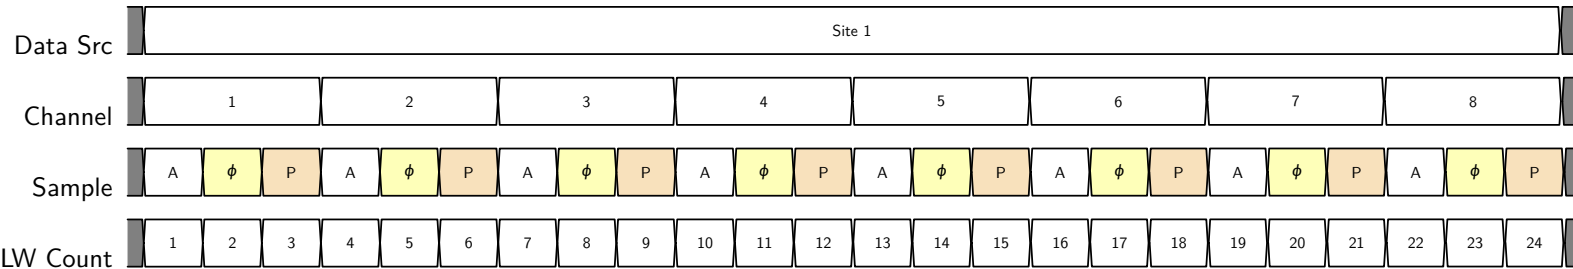 Data Src Site 1
Channel 1 2 3 4 5 6 7 8
Sample A ϕ P A ϕ P A ϕ P A ϕ P A ϕ P A ϕ P A ϕ P A ϕ P
LW Count 1 2 3 4 5 6 7 8 9 10 11 12 13 14 15 16 17 18 19 20 21 22 23 24